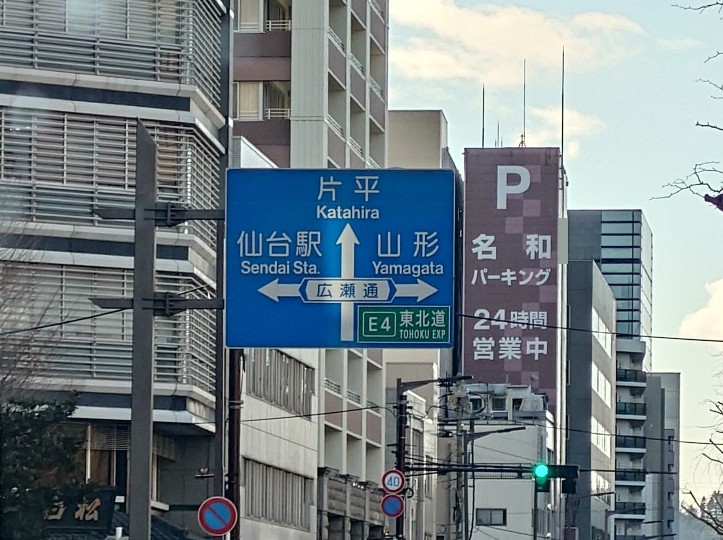 片平
Katahira
仙台駅
Sendai Sta.
山形
Yamagata
広瀬通
E4 東北道
TOHOKU EXP
P
名和
パーキング
24時間
営業中
40